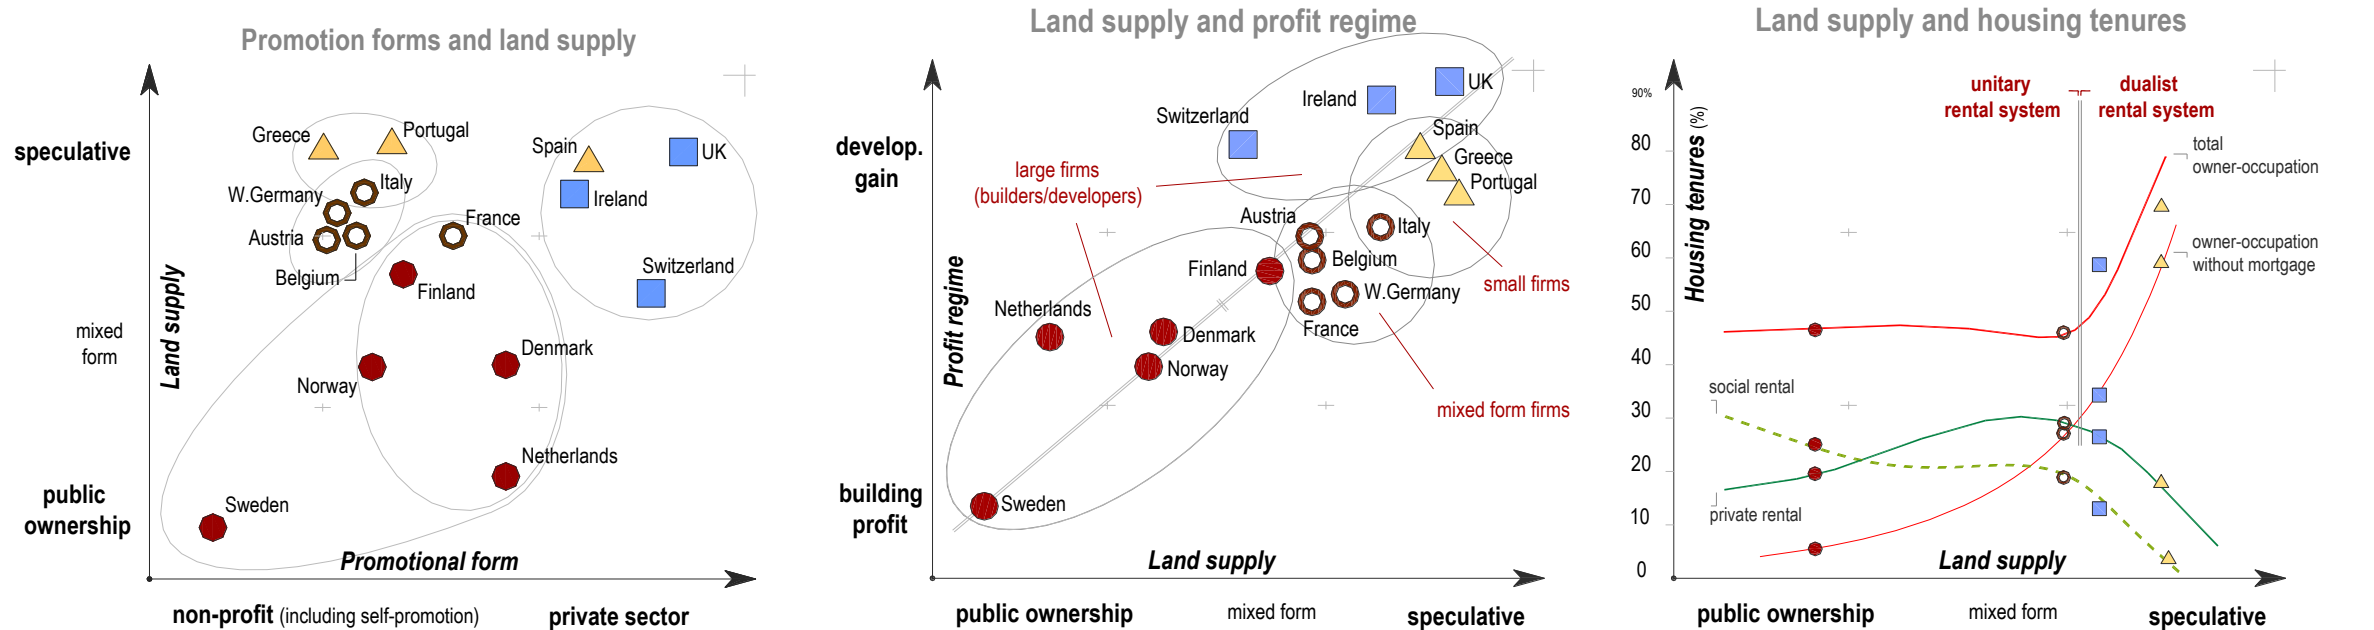 Promotion forms and land supply
speculative
mixed
form
public
ownership
Land supply
Greece
Portugal
Spain
UK
Italy
W.Germany
Ireland
France
Austria
Belgium
Finland
Switzerland
Norway
Denmark
Netherlands
Sweden
Promotional form
non-profit (including self-promotion)
private sector
Land supply and profit regime
develop.
gain
building
profit
Profit regime
UK
Ireland
Switzerland
Spain
large firms
(builders/developers)
Greece
Portugal
Austria
Italy
Belgium
Finland
small firms
W.Germany
Netherlands
France
Denmark
Norway
mixed form firms
Sweden
Land supply
public ownership
mixed form
speculative
Land supply and housing tenures
unitary
rental system
dualist
rental system
90%
80
70
60
50
40
30
20
10
0
Housing tenures (%)
total
owner-occupation
owner-occupation
without mortgage
social rental
private rental
Land supply
public ownership
mixed form
speculative